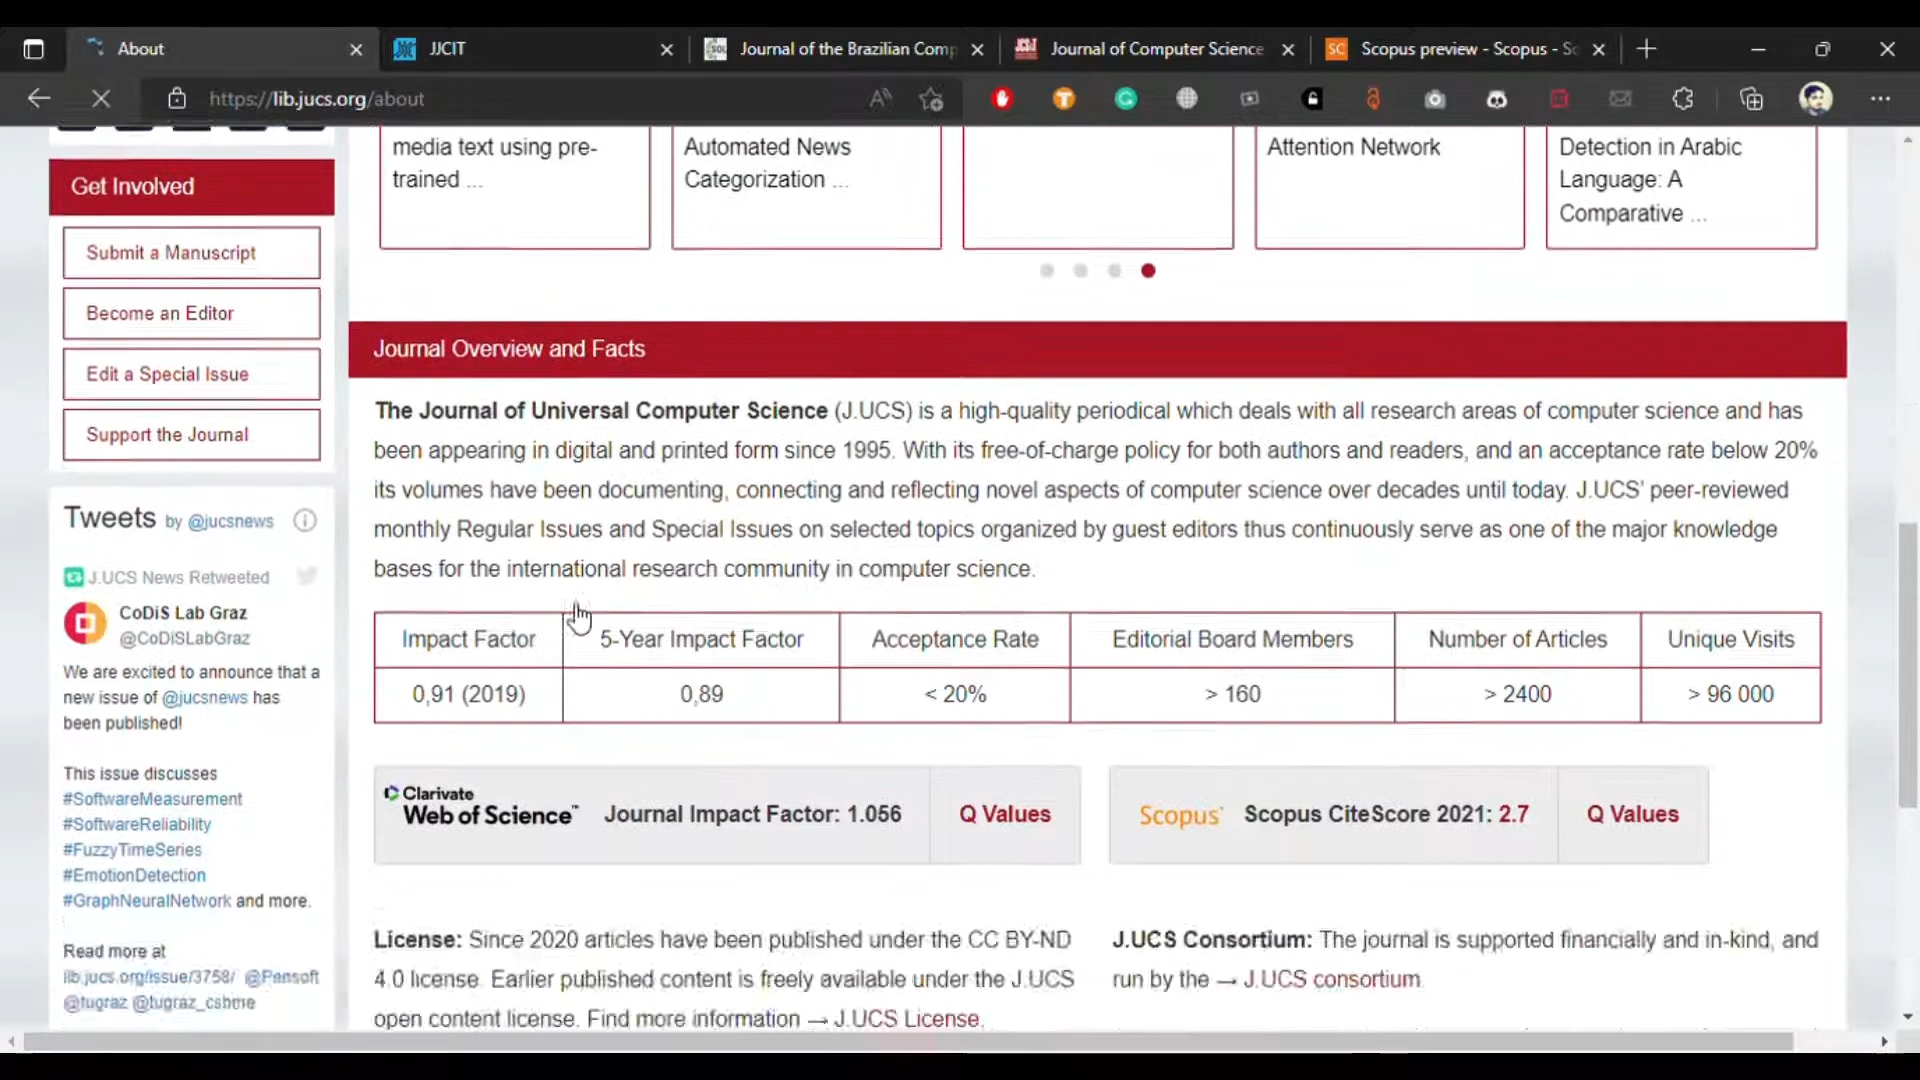 About
JJCIT
Journal of the Brazilian Comp
Journal of Computer Science
Scopus preview - Scopus - Sc
https://lib.jucs.org/about
media text using pre-
trained ...
Automated News
Categorization ...
Attention Network
Detection in Arabic
Language: A
Comparative ...
Get Involved
Submit a Manuscript
Become an Editor
Edit a Special Issue
Support the Journal
Tweets by @jucsnews
J.UCS News Retweeted
CoDiS Lab Graz
@CoDiSLabGraz
We are excited to announce that a
new issue of @jucsnews has
been published!
This issue discusses
#SoftwareMeasurement
#SoftwareReliability
#FuzzyTimeSeries
#EmotionDetection
#GraphNeuralNetwork and more.
Read more at
lib.jucs.org/issue/3758/ @Pensoft
@tugraz @tugraz_csbme
Journal Overview and Facts
The Journal of Universal Computer Science (J.UCS) is a high-quality periodical which deals with all research areas of computer science and has
been appearing in digital and printed form since 1995. With its free-of-charge policy for both authors and readers, and an acceptance rate below 20%
its volumes have been documenting, connecting and reflecting novel aspects of computer science over decades until today. J.UCS' peer-reviewed
monthly Regular Issues and Special Issues on selected topics organized by guest editors thus continuously serve as one of the major knowledge
bases for the international research community in computer science.
Impact Factor 5-Year Impact Factor Acceptance Rate Editorial Board Members Number of Articles Unique Visits
0,91 (2019) 0,89 < 20% > 160 > 2400 > 96 000
Clarivate
Web of Science™ Journal Impact Factor: 1.056 Q Values
Scopus Scopus CiteScore 2021: 2.7 Q Values
License: Since 2020 articles have been published under the CC BY-ND
4.0 license. Earlier published content is freely available under the J.UCS
open content license. Find more information → J.UCS License.
J.UCS Consortium: The journal is supported financially and in-kind, and
run by the → J.UCS consortium.